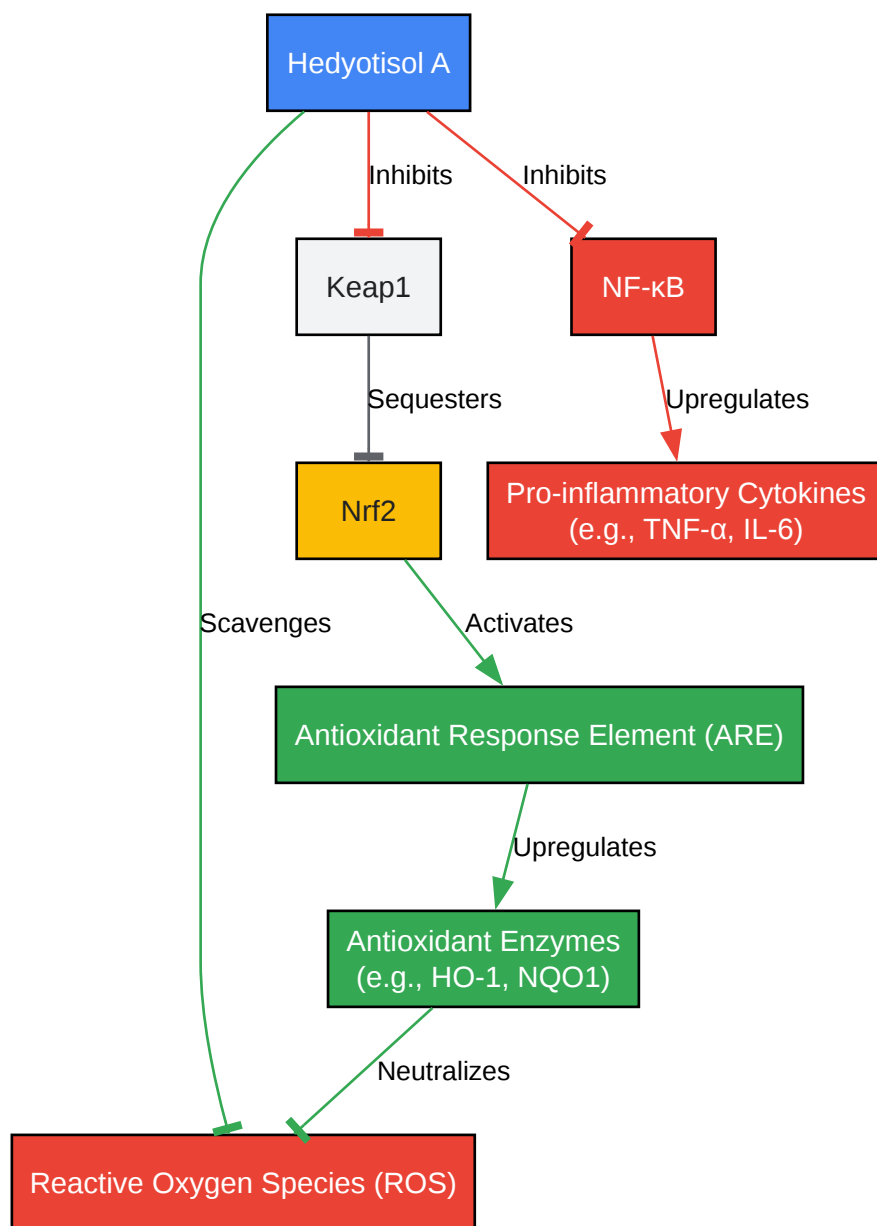 Hedyotisol A
Inhibits
Inhibits
Keap1
NF-κB
Sequesters
Upregulates
Nrf2
Pro-inflammatory Cytokines
(e.g., TNF-α, IL-6)
Scavenges
Activates
Antioxidant Response Element (ARE)
Upregulates
Antioxidant Enzymes
(e.g., HO-1, NQO1)
Neutralizes
Reactive Oxygen Species (ROS)